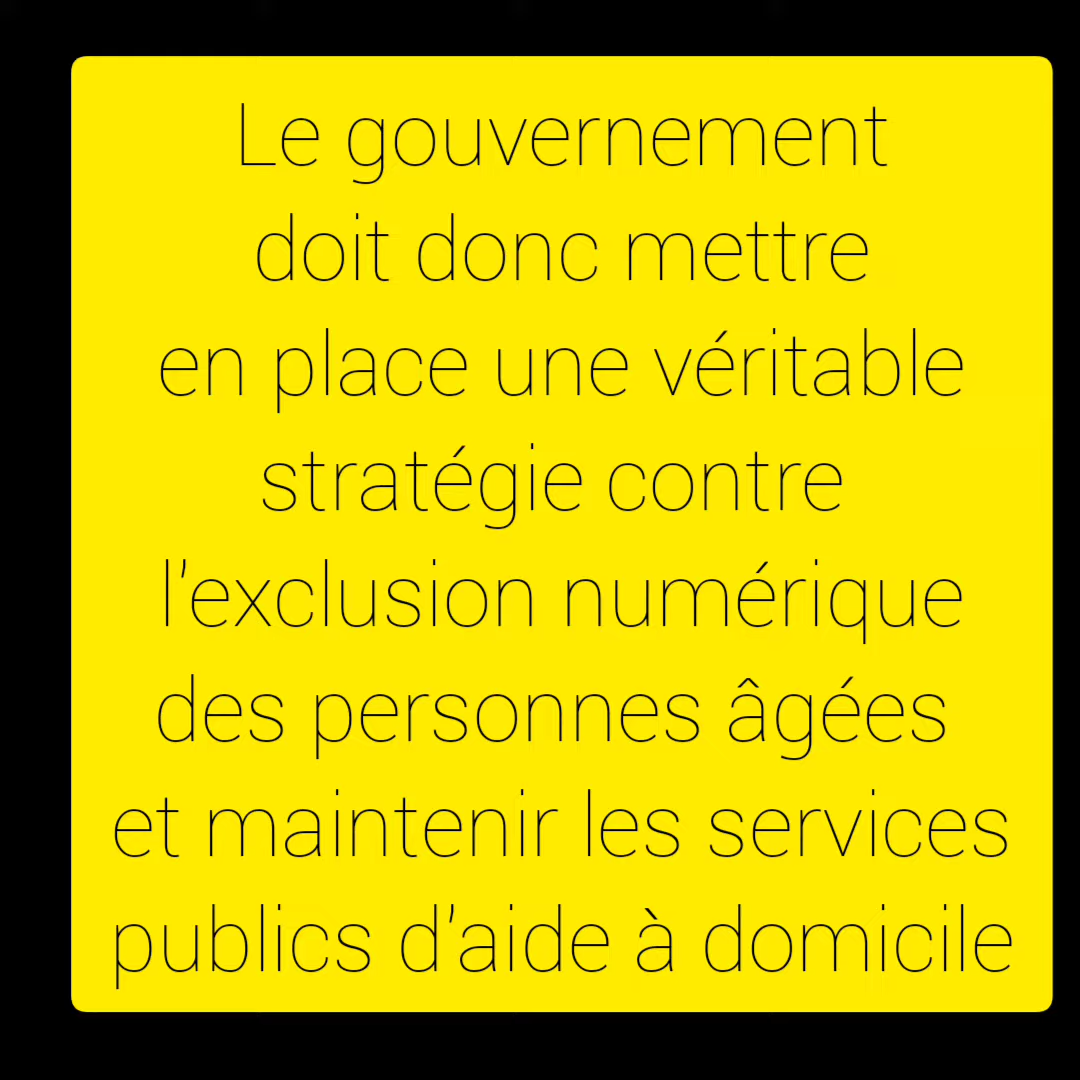 Le gouvernement
doit donc mettre
en place une véritable
stratégie contre
l'exclusion numérique
des personnes âgées
et maintenir les services
publics d'aide à domicile